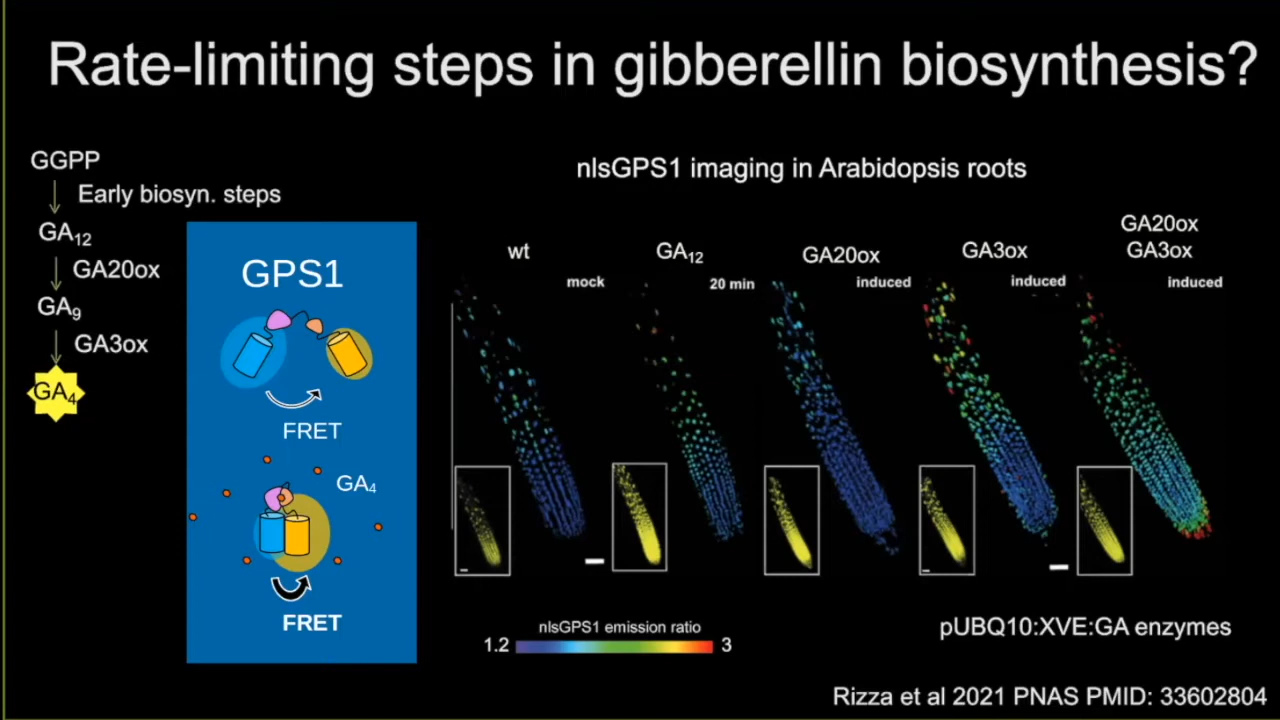 Rate-limiting steps in gibberellin biosynthesis?
GGPP
Early biosyn. steps
GA12
GA20ox
GA9
GA3ox
GA4
GPS1
FRET
GA4
FRET
nlsGPS1 imaging in Arabidopsis roots
wt
mock
GA12
20 min
GA20ox
induced
GA3ox
induced
GA20ox
GA3ox
induced
nlsGPS1 emission ratio
1.2
3
pUBQ10:XVE:GA enzymes
Rizza et al 2021 PNAS PMID: 33602804